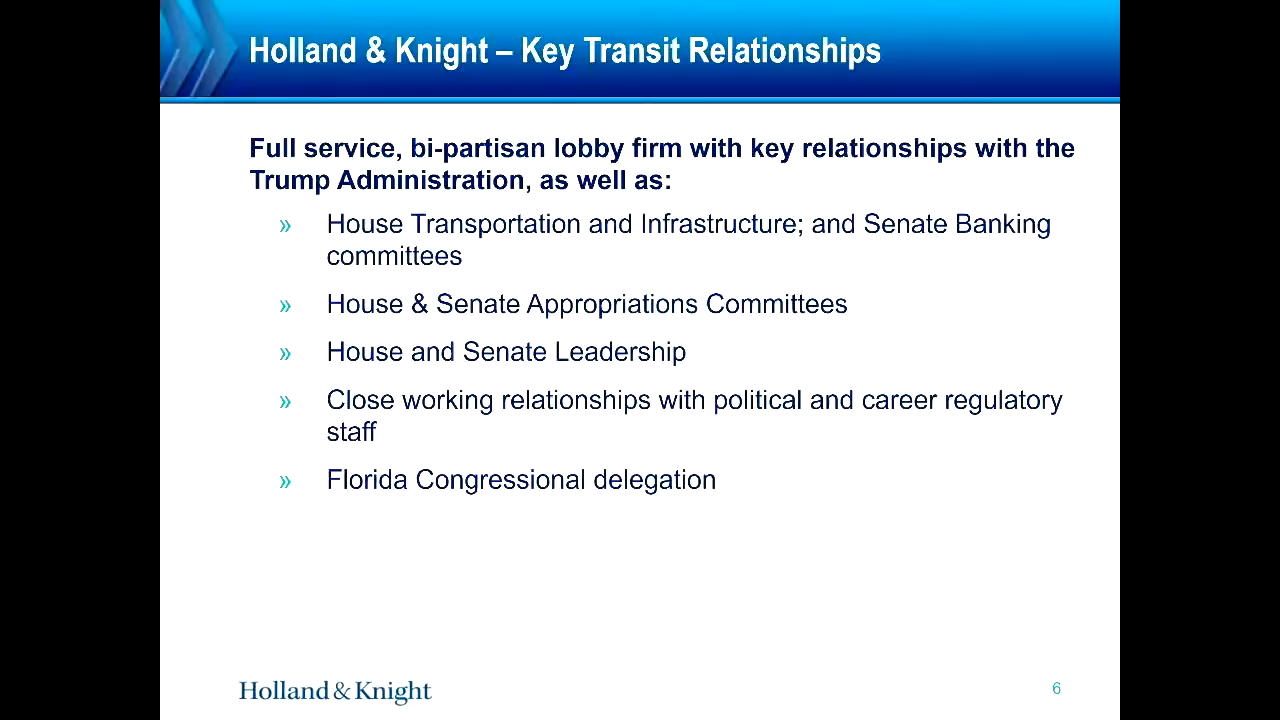 Holland & Knight – Key Transit Relationships
Full service, bi-partisan lobby firm with key relationships with the
Trump Administration, as well as:
» House Transportation and Infrastructure; and Senate Banking
committees
» House & Senate Appropriations Committees
» House and Senate Leadership
» Close working relationships with political and career regulatory
staff
» Florida Congressional delegation
Holland & Knight
6